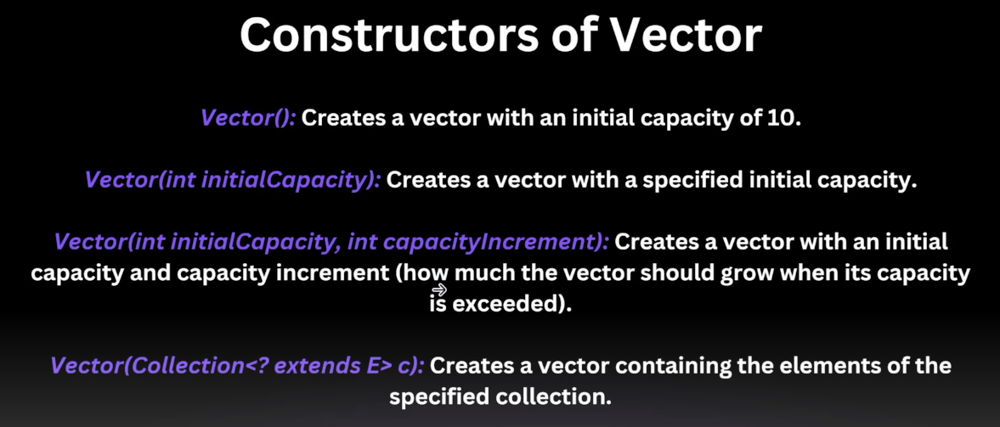 Constructors of Vector
Vector(): Creates a vector with an initial capacity of 10.
Vector(int initialCapacity): Creates a vector with a specified initial capacity.
Vector(int initialCapacity, int capacityIncrement): Creates a vector with an initial
capacity and capacity increment (how much the vector should grow when its capacity
is exceeded).
Vector(Collection<? extends E> c): Creates a vector containing the elements of the
specified collection.